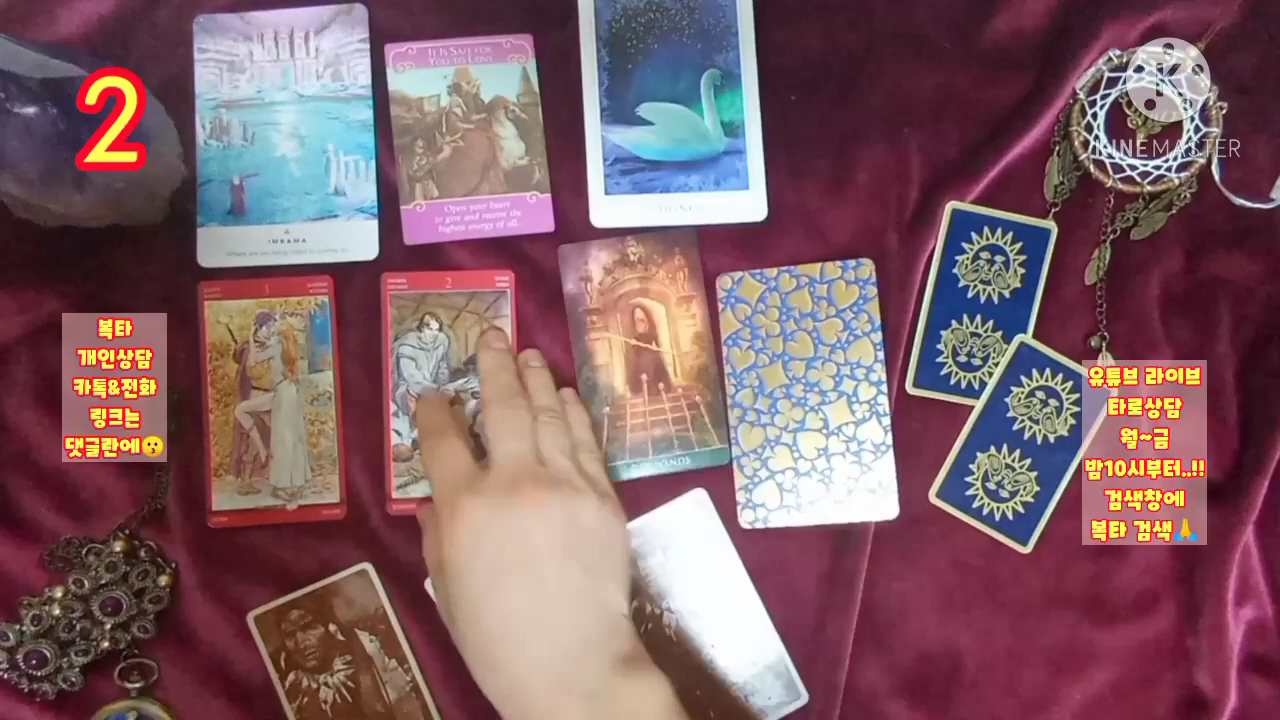 2
IT IS SAFE FOR
YOU TO LOVE
Open your heart
to give and receive the
highest energy of all...
IMRAMA
3
2
WANDS
KINEMASTER
복타
개인상담
카톡&전화
링크는
댓글란에😗
유튜브 라이브
타로상담
월~금
밤10시부터..!!
검색창에
복타 검색🙏